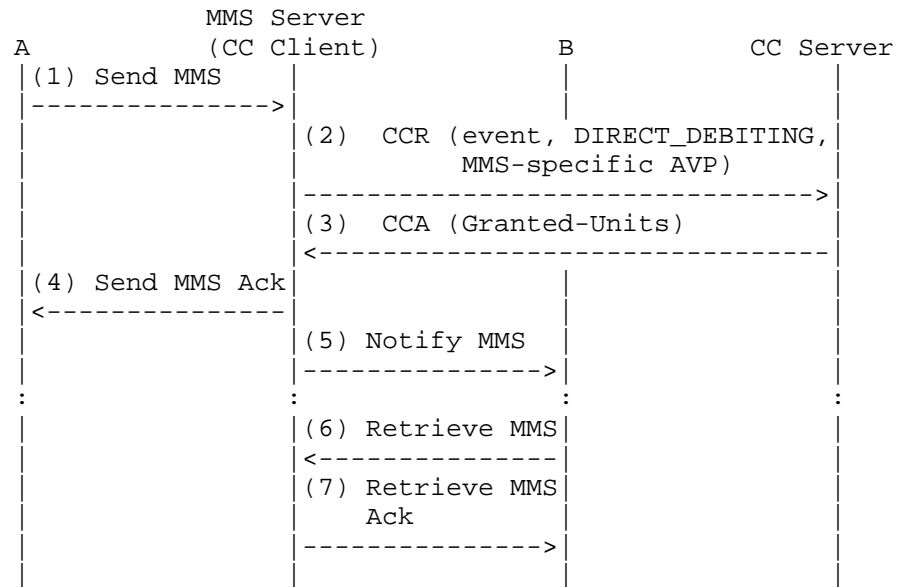 MMS Server
A (CC Client) B CC Server
(1) Send MMS
(2) CCR (event, DIRECT_DEBITING,
MMS-specific AVP)
(3) CCA (Granted-Units)
(4) Send MMS Ack
(5) Notify MMS
(6) Retrieve MMS
(7) Retrieve MMS
Ack